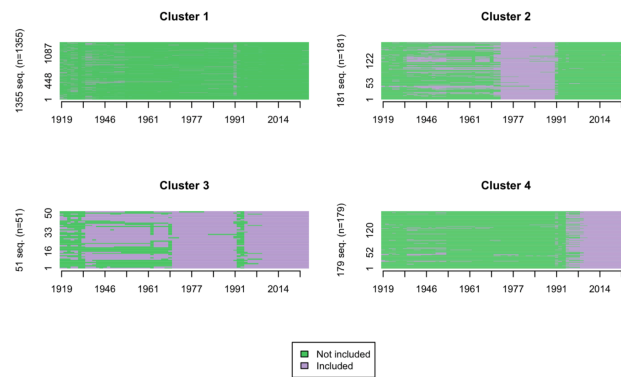 Cluster 1
1355 seq. (n=1355)
1 448 1087
1919 1946 1961 1977 1991 2014
Cluster 2
181 seq. (n=181)
1 53 122
1919 1946 1961 1977 1991 2014
Cluster 3
51 seq. (n=51)
1 16 33 50
1919 1946 1961 1977 1991 2014
Cluster 4
179 seq. (n=179)
1 52 120
1919 1946 1961 1977 1991 2014
Not included
Included